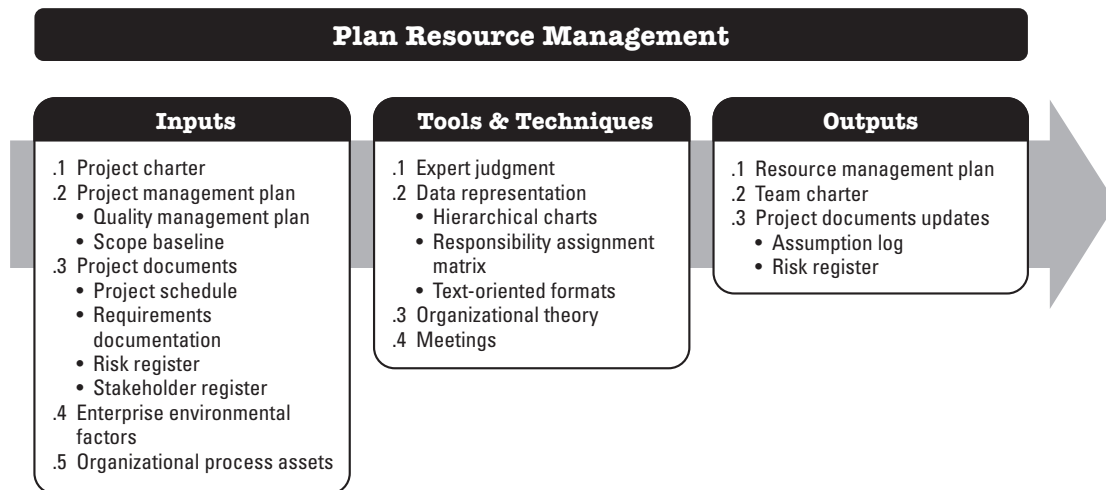 Plan Resource Management
Inputs
.1 Project charter
.2 Project management plan
• Quality management plan
• Scope baseline
.3 Project documents
• Project schedule
• Requirements
documentation
• Risk register
• Stakeholder register
.4 Enterprise environmental
factors
.5 Organizational process assets
Tools & Techniques
.1 Expert judgment
.2 Data representation
• Hierarchical charts
• Responsibility assignment
matrix
• Text-oriented formats
.3 Organizational theory
.4 Meetings
Outputs
.1 Resource management plan
.2 Team charter
.3 Project documents updates
• Assumption log
• Risk register